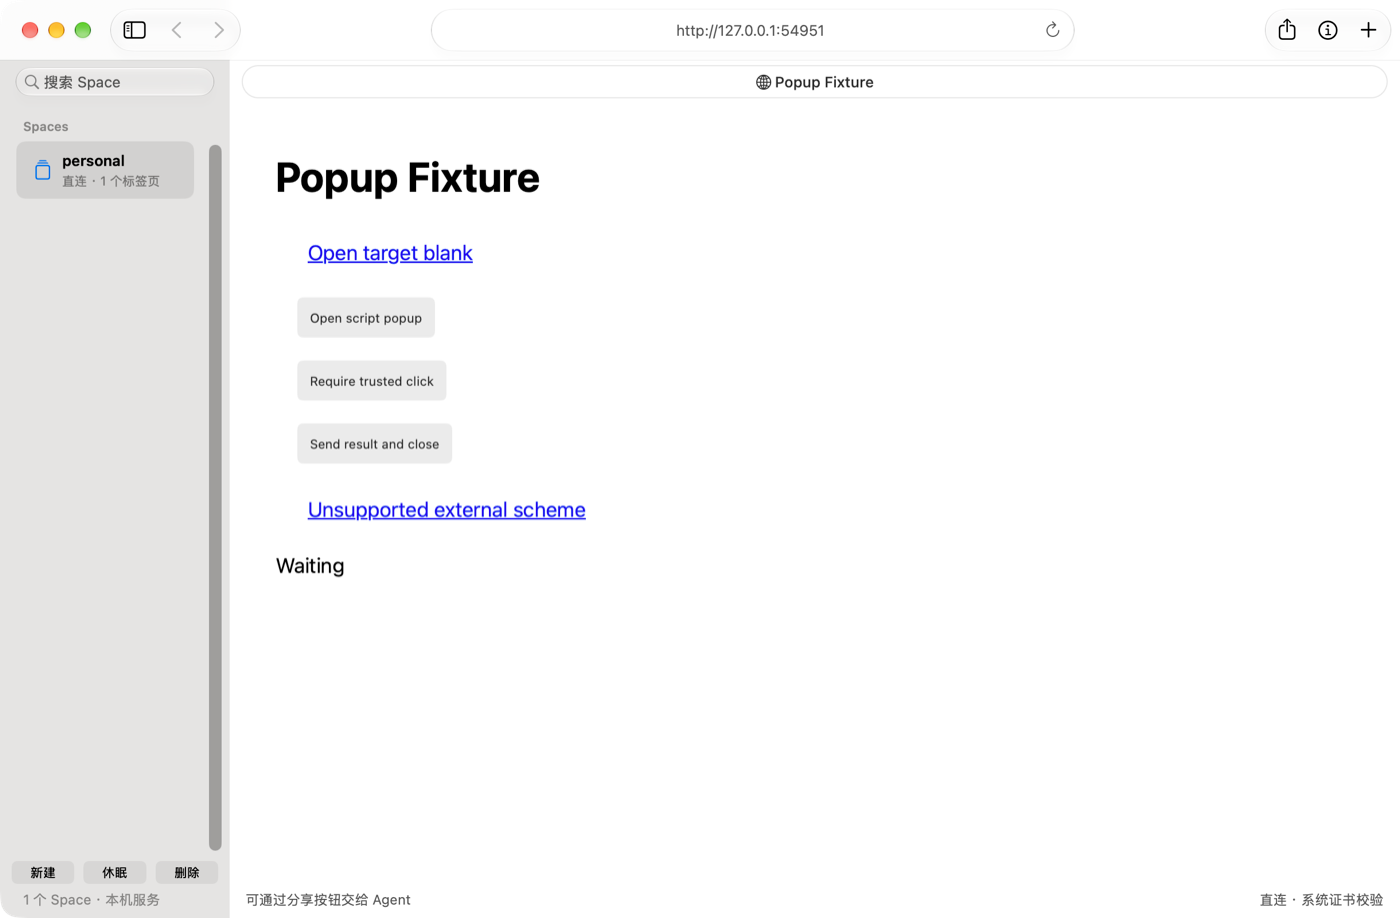 http://127.0.0.1:54951
搜索 Space
Popup Fixture
Spaces
personal
直连 · 1 个标签页
Popup Fixture
Open target blank
Open script popup
Require trusted click
Send result and close
Unsupported external scheme
Waiting
新建
休眠
删除
1 个 Space · 本机服务
可通过分享按钮交给 Agent
直连 · 系统证书校验